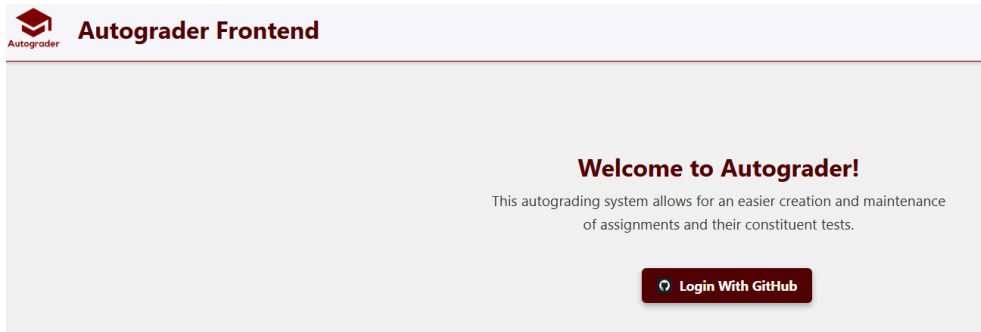 Autograder
Autograder Frontend
Welcome to Autograder!
This autograding system allows for an easier creation and maintenance
of assignments and their constituent tests.
Login With GitHub